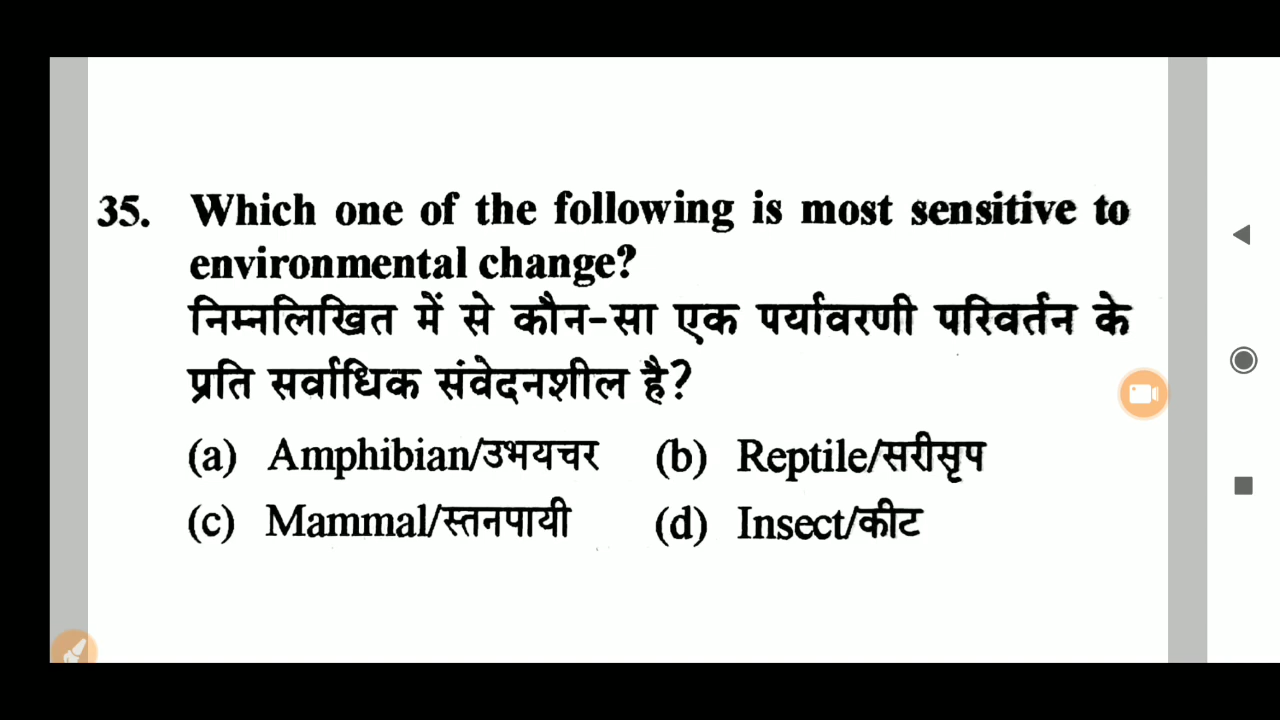 35. Which one of the following is most sensitive to
environmental change?
निम्नलिखित में से कौन-सा एक पर्यावरणी परिवर्तन के
प्रति सर्वाधिक संवेदनशील है?
(a) Amphibian/उभयचर (b) Reptile/सरीसृप
(c) Mammal/स्तनपायी (d) Insect/कीट